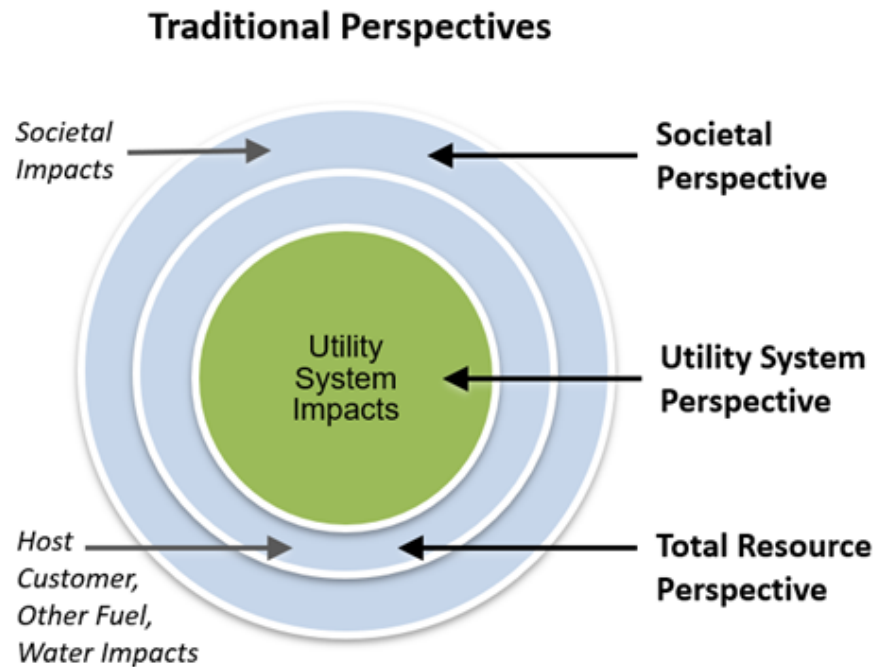 Traditional Perspectives
Societal
Impacts
Societal
Perspective
Utility
System
Impacts
Utility System
Perspective
Host
Customer,
Other Fuel,
Water Impacts
Total Resource
Perspective